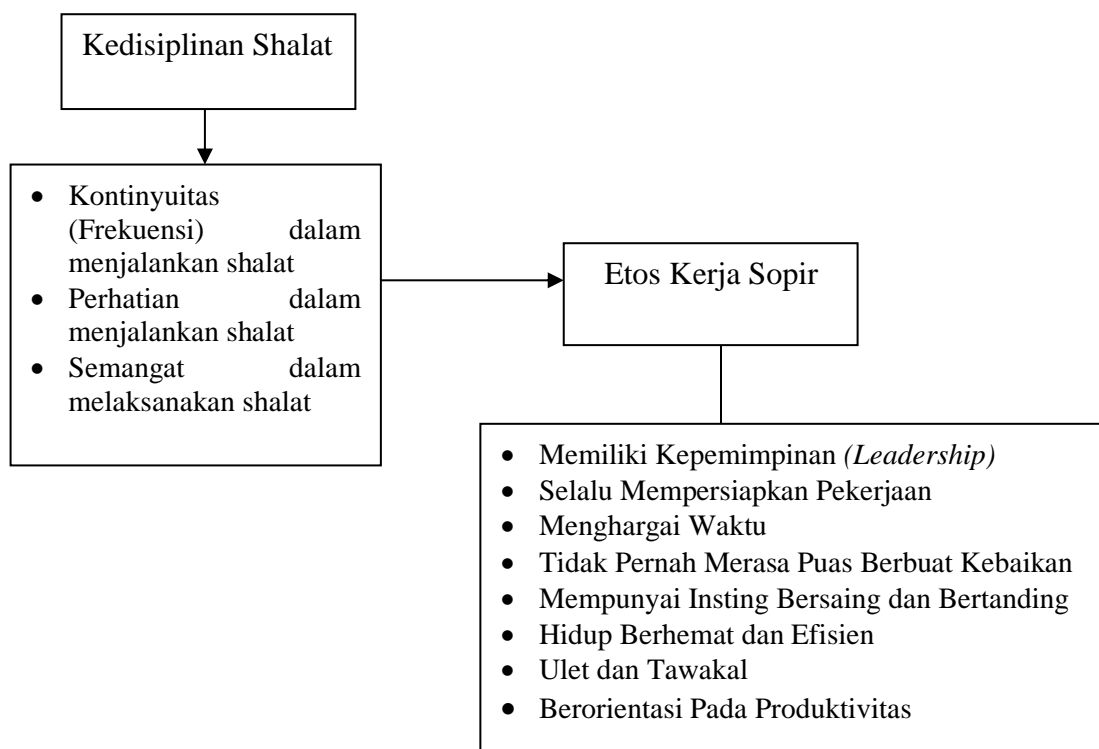 Kedisiplinan Shalat
• Kontinyuitas
(Frekuensi) dalam
menjalankan shalat
• Perhatian dalam
menjalankan shalat
• Semangat dalam
melaksanakan shalat
Etos Kerja Sopir
• Memiliki Kepemimpinan (Leadership)
• Selalu Mempersiapkan Pekerjaan
• Menghargai Waktu
• Tidak Pernah Merasa Puas Berbuat Kebaikan
• Mempunyai Insting Bersaing dan Bertanding
• Hidup Berhemat dan Efisien
• Ulet dan Tawakal
• Berorientasi Pada Produktivitas